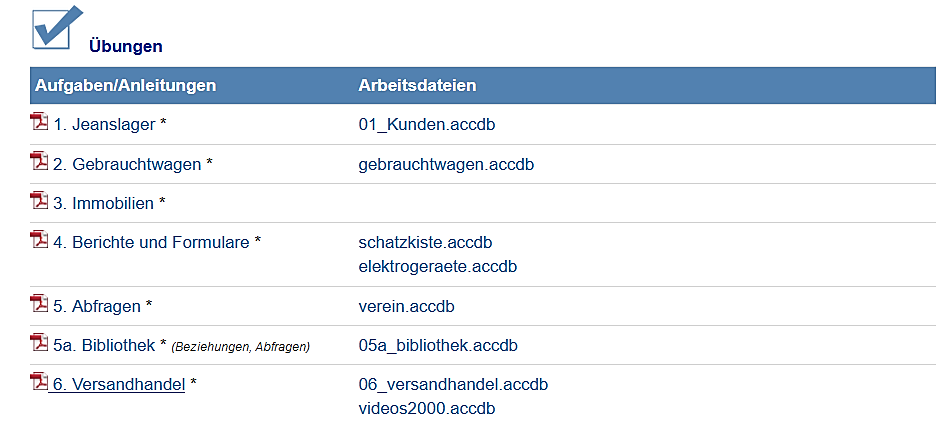 Übungen
Aufgaben/Anleitungen Arbeitsdateien
1. Jeanslager * 01_Kunden.accdb
2. Gebrauchtwagen * gebrauchtwagen.accdb
3. Immobilien *
4. Berichte und Formulare * schatzkiste.accdb
elektrogeraete.accdb
5. Abfragen * verein.accdb
5a. Bibliothek * (Beziehungen, Abfragen) 05a_bibliothek.accdb
6. Versandhandel * 06_versandhandel.accdb
videos2000.accdb